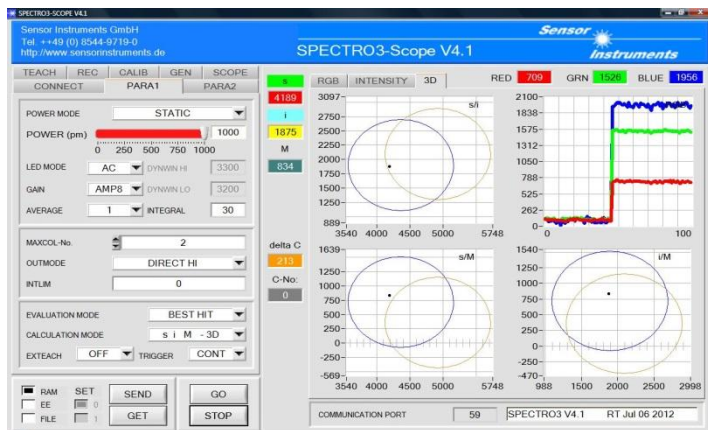 SPECTRO3-SCOPE V4.1
Sensor Instruments GmbH
Tel. ++49 (0) 8544-9719-0
http://www.sensorinstruments.de
SPECTRO3-Scope V4.1
Sensor
Instruments
TEACH REC CALIB GEN SCOPE
CONNECT PARA1 PARA2
POWER MODE STATIC
POWER (pm) 1000
0 250 500 750 1000
LED MODE AC DYNWIN HI 3300
GAIN AMP8 DYNWIN LO 3200
AVERAGE 1 INTEGRAL 30
MAXCOL-No. 2
OUTMODE DIRECT HI
INTLIM 0
EVALUATION MODE BEST HIT
CALCULATION MODE s i M - 3D
EXTEACH OFF TRIGGER CONT
RAM SET SEND GO
EE 0
FILE 1 GET STOP
s
4189
i
1875
M
834
delta C
213
C-No:
0
RGB INTENSITY 3D RED 709 GRN 1526 BLUE 1956
s/i
3097
2750
2500
2250
2000
1750
1500
1250
889
3540 4000 4500 5000 5748
2100
1838
1575
1312
1050
788
525
262
0
0 100
s/M
1639
1250
1000
750
500
250
0
-250
-569
3540 4000 4500 5000 5748
i/M
1540
1250
1000
750
500
250
0
-250
-470
988 1500 2000 2500 2998
COMMUNICATION PORT 59 SPECTRO3 V4.1 RT Jul 06 2012